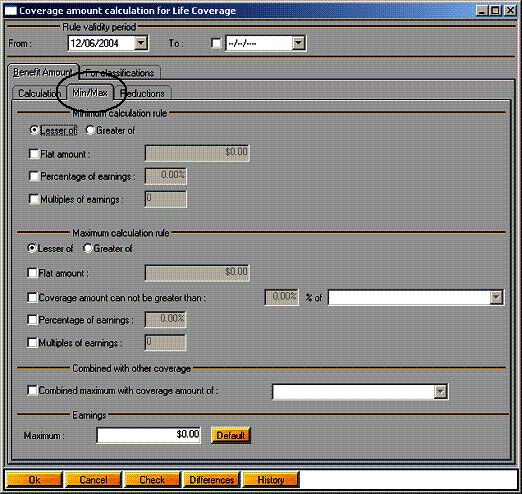 Coverage amount calculation for Life Coverage
Rule validity period
From : 12/06/2004 To : --/--/----
Benefit Amount For classifications
Calculation Min/Max Reductions
Minimum calculation rule
Lesser of Greater of
Flat amount : $0.00
Percentage of earnings : 0.00%
Multiples of earnings : 0
Maximum calculation rule
Lesser of Greater of
Flat amount : $0.00
Coverage amount can not be greater than : 0.00% % of
Percentage of earnings : 0.00%
Multiples of earnings : 0
Combined with other coverage
Combined maximum with coverage amount of :
Earnings
Maximum : $0.00 Default
Ok Cancel Check Differences History